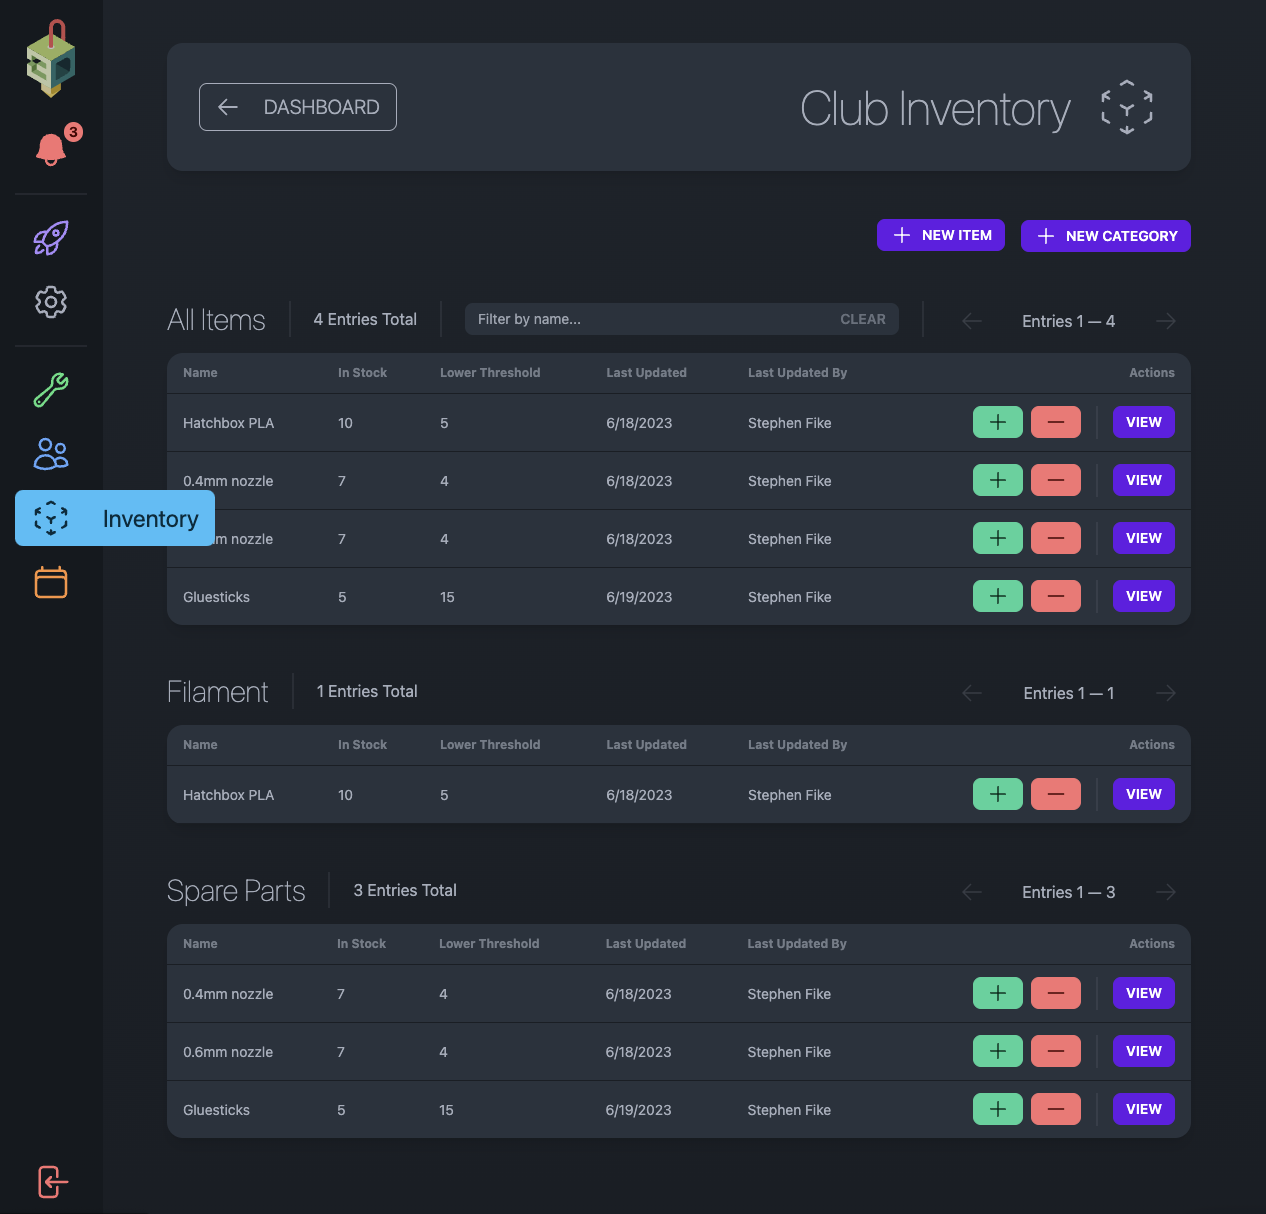 3
DASHBOARD
Club Inventory
NEW ITEM
NEW CATEGORY
All Items
4 Entries Total
Filter by name...
CLEAR
Entries 1 — 4
Name In Stock Lower Threshold Last Updated Last Updated By Actions
Hatchbox PLA 10 5 6/18/2023 Stephen Fike VIEW
0.4mm nozzle 7 4 6/18/2023 Stephen Fike VIEW
Inventory
nozzle 7 4 6/18/2023 Stephen Fike VIEW
Gluesticks 5 15 6/19/2023 Stephen Fike VIEW
Filament
1 Entries Total
Entries 1 — 1
Name In Stock Lower Threshold Last Updated Last Updated By Actions
Hatchbox PLA 10 5 6/18/2023 Stephen Fike VIEW
Spare Parts
3 Entries Total
Entries 1 — 3
Name In Stock Lower Threshold Last Updated Last Updated By Actions
0.4mm nozzle 7 4 6/18/2023 Stephen Fike VIEW
0.6mm nozzle 7 4 6/18/2023 Stephen Fike VIEW
Gluesticks 5 15 6/19/2023 Stephen Fike VIEW